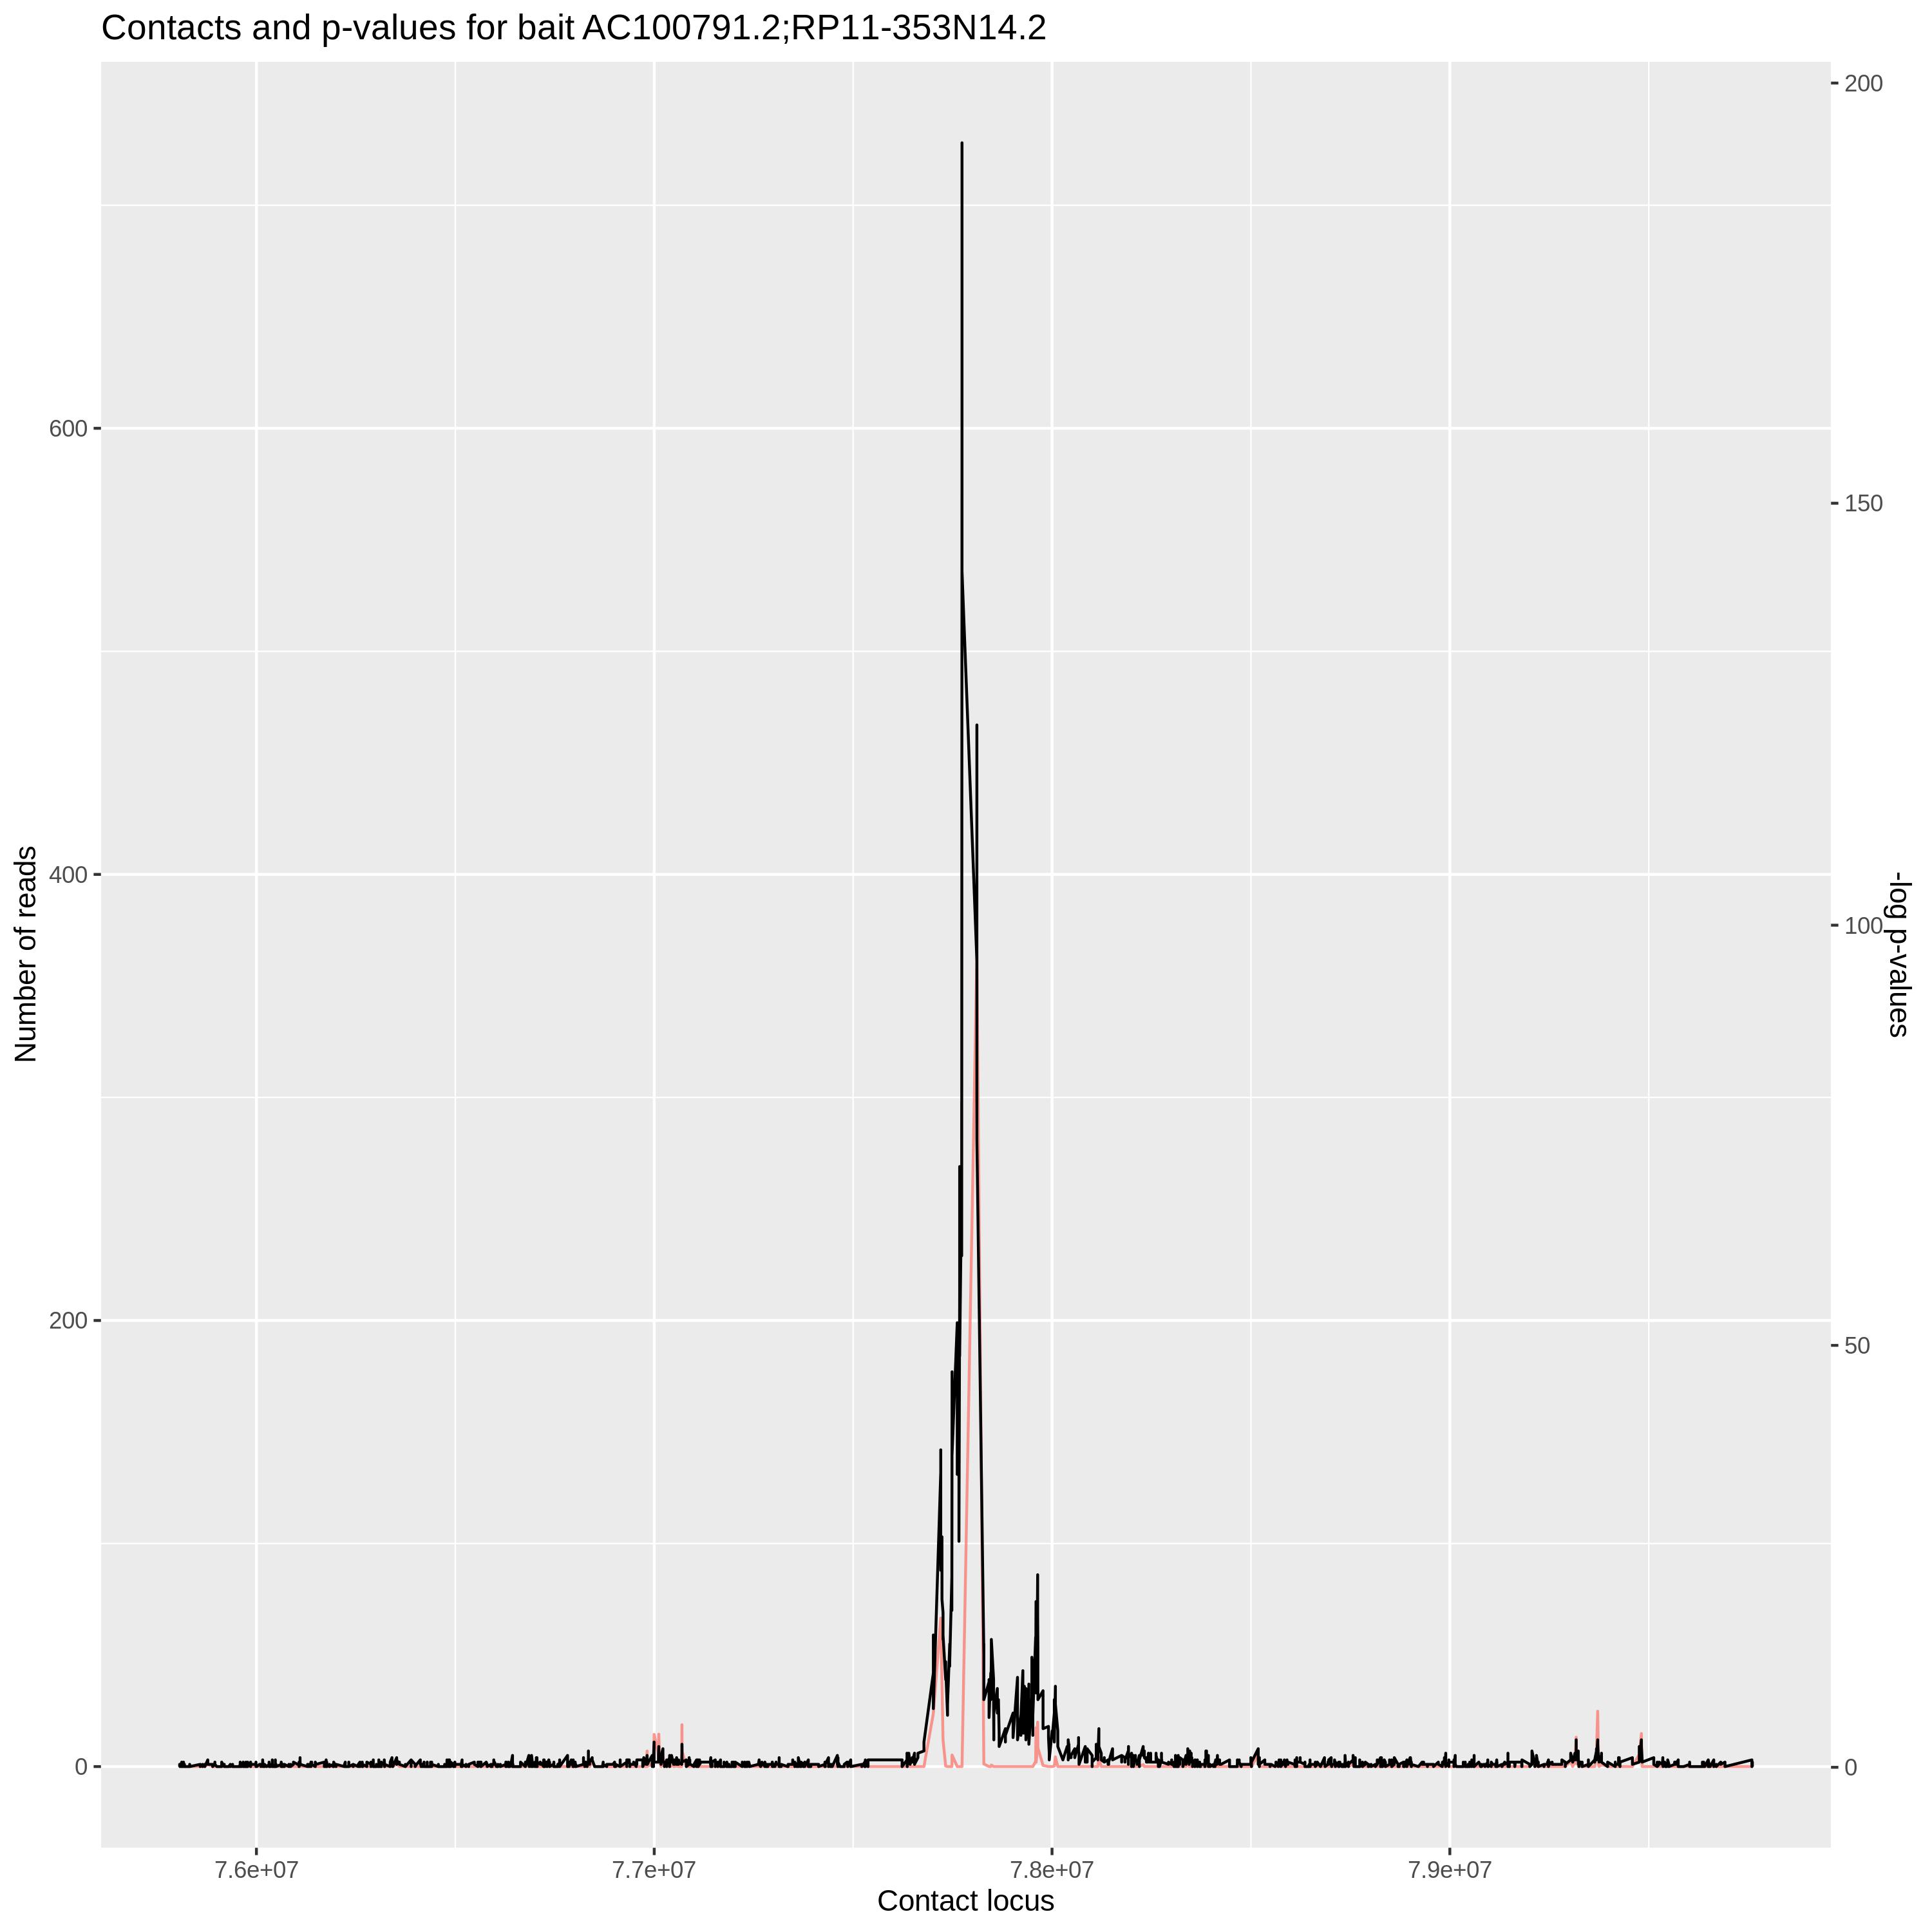 Contacts and p-values for bait AC100791.2;RP11-353N14.2
Number of reads
600
400
200
0
200
150
100
50
0
-log p-values
7.6e+07 7.7e+07 7.8e+07 7.9e+07
Contact locus